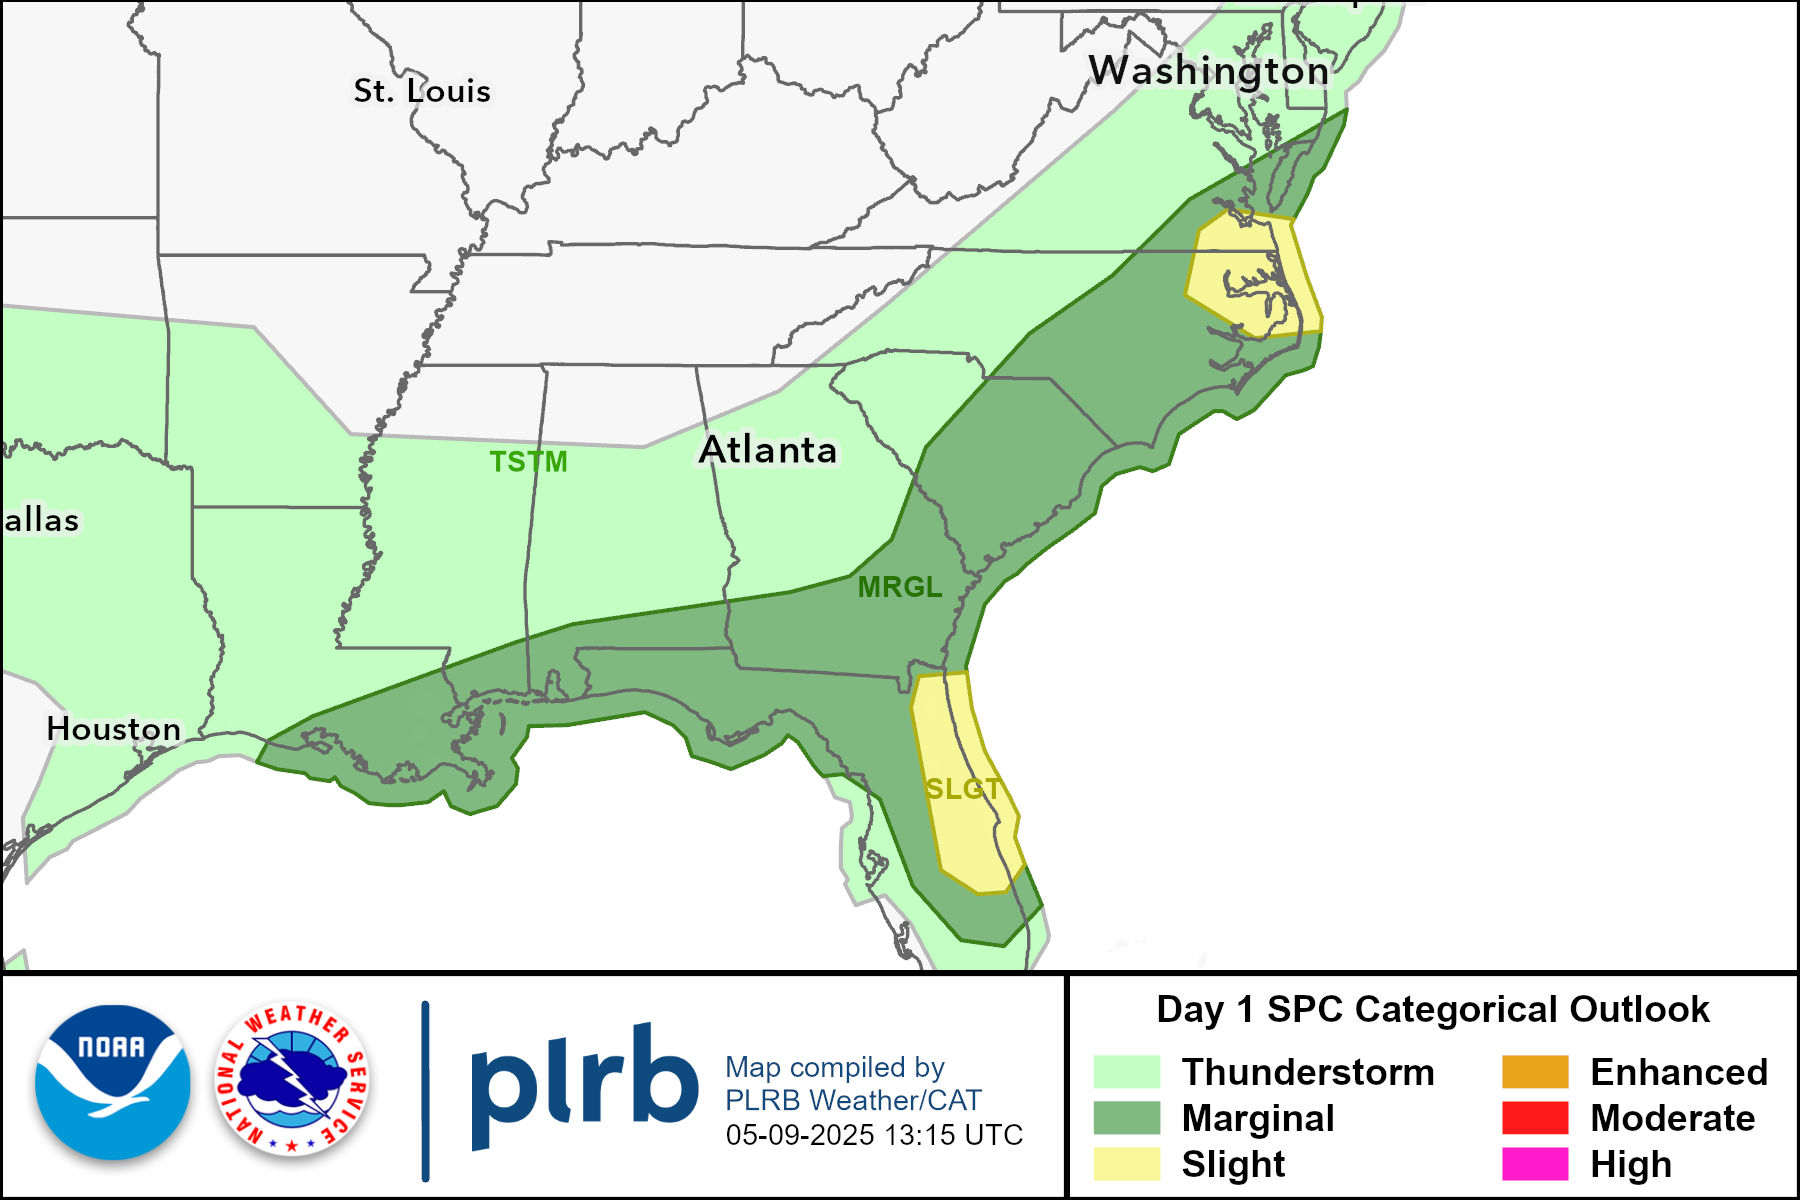 Washington
St. Louis
Atlanta
TSTM
allas
MRGL
Houston
SLGT
NOAA
NATIONAL WEATHER SERVICE
plrb
Map compiled by
PLRB Weather/CAT
05-09-2025 13:15 UTC
Day 1 SPC Categorical Outlook
Thunderstorm
Marginal
Slight
Enhanced
Moderate
High